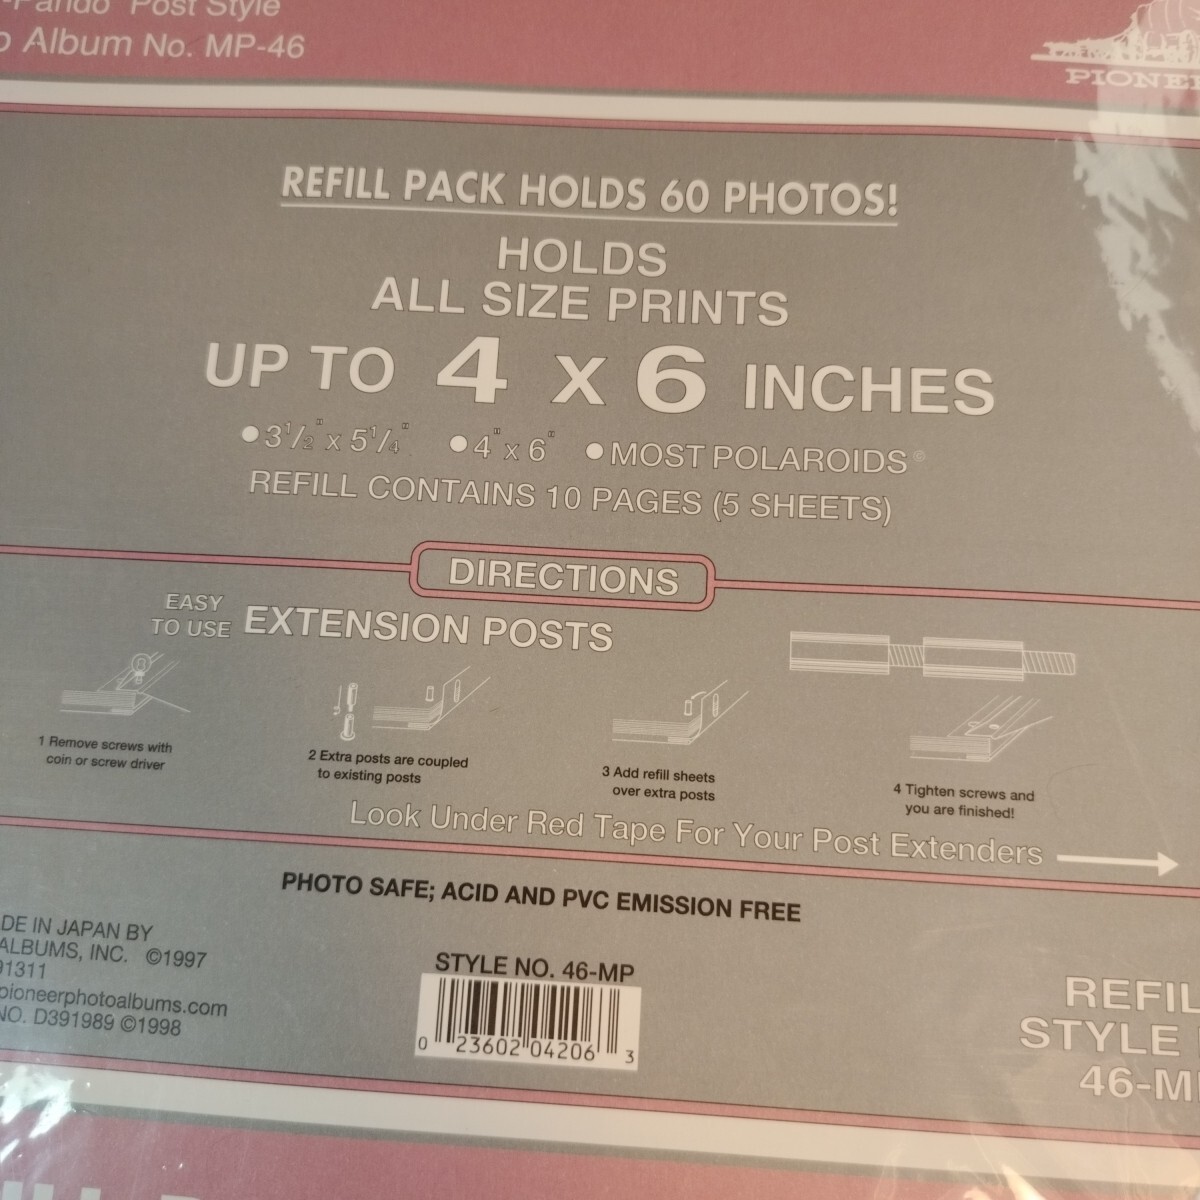 Post Style
Album No. MP-46
REFILL PACK HOLDS 60 PHOTOS!
HOLDS
ALL SIZE PRINTS
UP TO 4 x 6 INCHES
●3 1/2" x 5 1/4" ●4" x 6" ●MOST POLAROIDS©
REFILL CONTAINS 10 PAGES (5 SHEETS)
DIRECTIONS
EASY
TO USE EXTENSION POSTS
1 Remove screws with
coin or screw driver
2 Extra posts are coupled
to existing posts
3 Add refill sheets
over extra posts
4 Tighten screws and
you are finished!
Look Under Red Tape For Your Post Extenders
PHOTO SAFE; ACID AND PVC EMISSION FREE
DE IN JAPAN BY
ALBUMS, INC. ©1997
91311
pioneerphotoalbums.com
NO. D391989 ©1998
STYLE NO. 46-MP
0 23602 04206 3
REFIL
STYLE
46-M